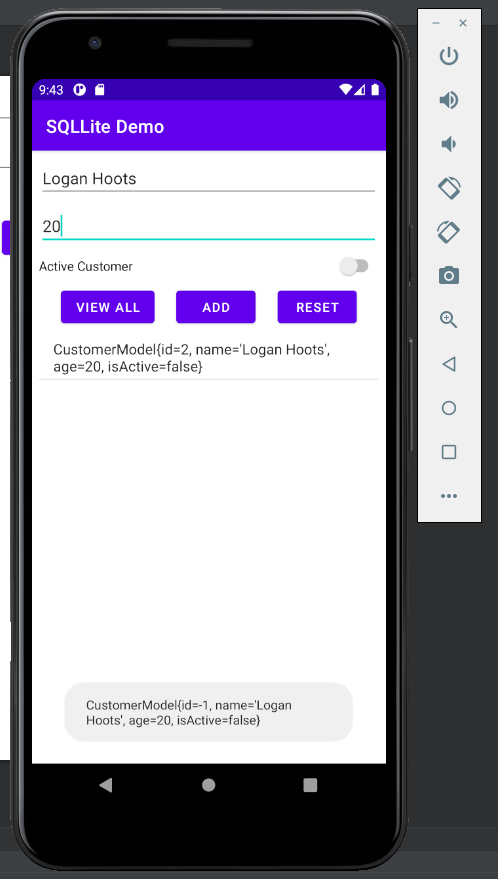 9:43
SQLLite Demo
Logan Hoots
20
Active Customer
VIEW ALL ADD RESET
CustomerModel{id=2, name='Logan Hoots',
age=20, isActive=false}
CustomerModel{id=-1, name='Logan
Hoots', age=20, isActive=false}